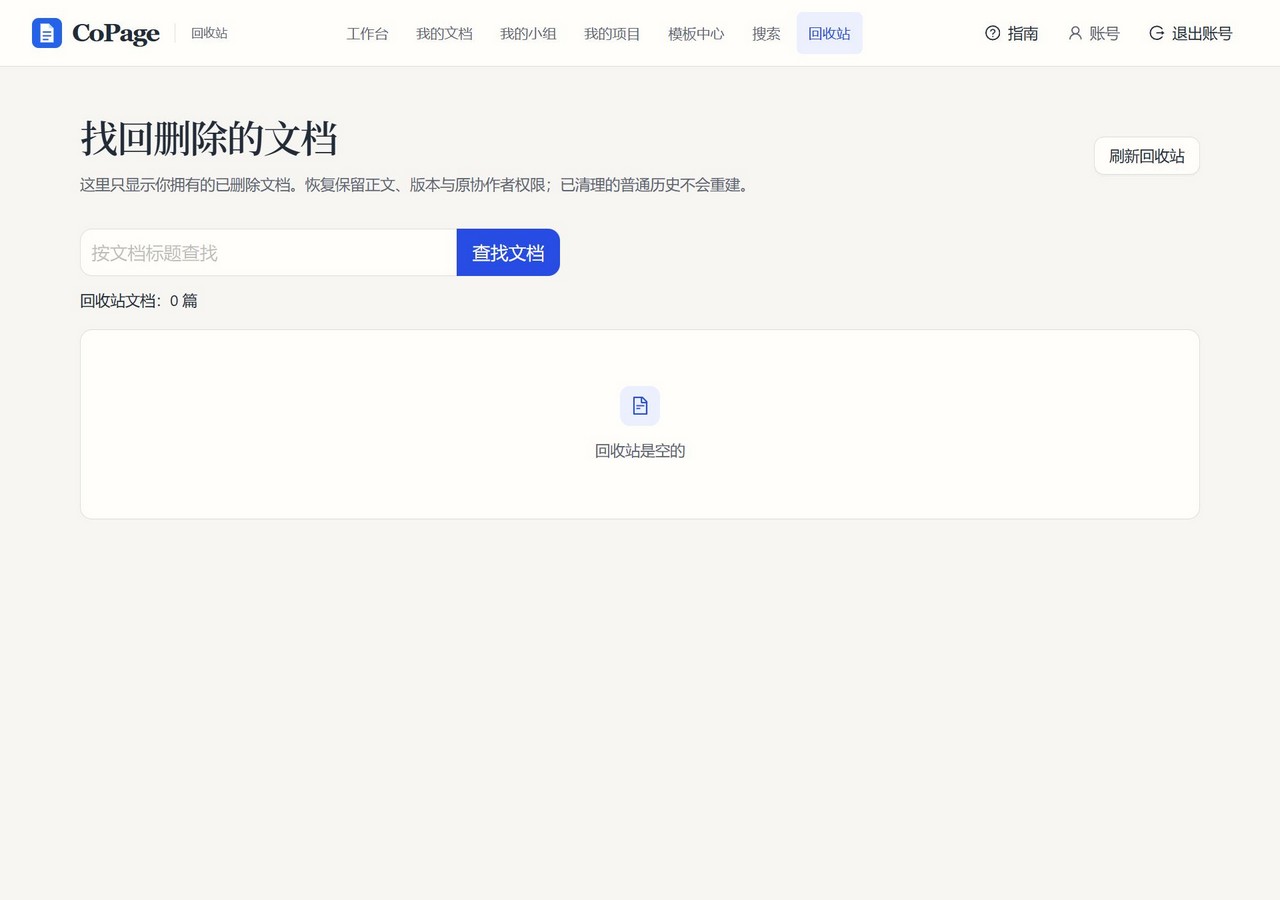 CoPage 回收站 工作台 我的文档 我的小组 我的项目 模板中心 搜索 回收站 指南 账号 退出账号
找回删除的文档
刷新回收站
这里只显示你拥有的已删除文档。恢复保留正文、版本与原协作者权限；已清理的普通历史不会重建。
按文档标题查找 查找文档
回收站文档：0 篇
回收站是空的